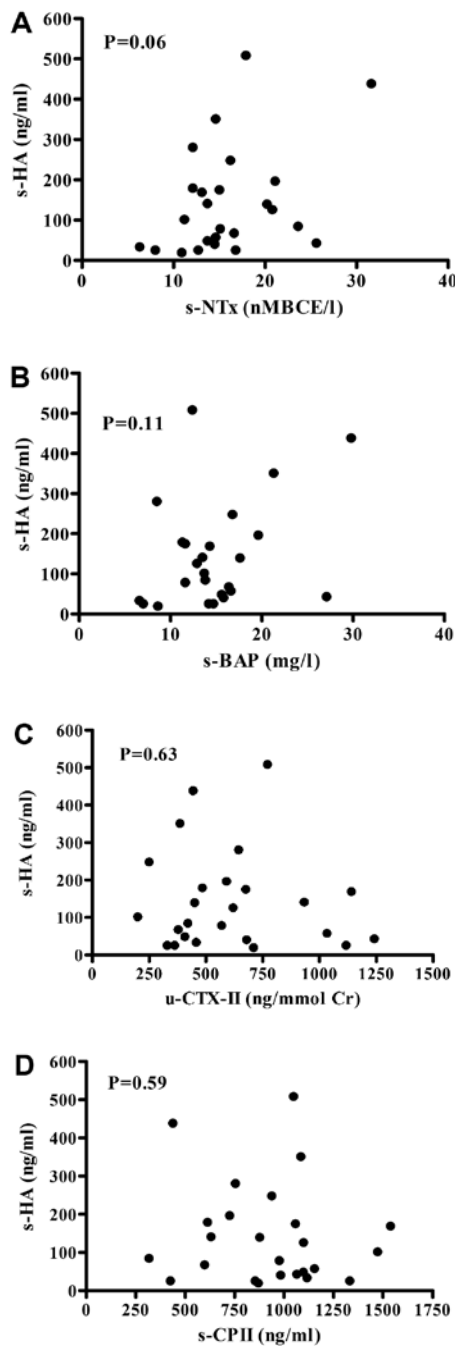 A
P=0.06
s-HA (ng/ml)
600
500
400
300
200
100
0
0 10 20 30 40
s-NTx (nMBCE/l)
B
P=0.11
s-HA (ng/ml)
600
500
400
300
200
100
0
0 10 20 30 40
s-BAP (mg/l)
C
P=0.63
s-HA (ng/ml)
600
500
400
300
200
100
0
0 250 500 750 1000 1250 1500
u-CTX-II (ng/mmol Cr)
D
P=0.59
s-HA (ng/ml)
600
500
400
300
200
100
0
0 250 500 750 1000 1250 1500 1750
s-CPII (ng/ml)